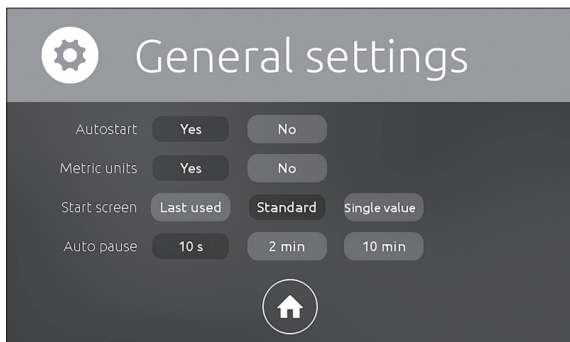 General settings
Autostart Yes No
Metric units Yes No
Start screen Last used Standard Single value
Auto pause 10 s 2 min 10 min